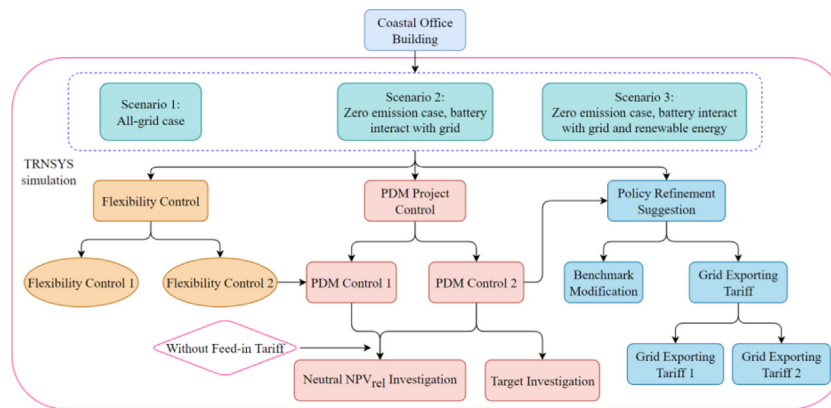 Coastal Office
Building
Scenario 1:
All-grid case
Scenario 2:
Zero emission case, battery
interact with grid
Scenario 3:
Zero emission case, battery interact
with grid and renewable energy
TRNSYS
simulation
Flexibility Control
PDM Project
Control
Policy Refinement
Suggestion
Flexibility Control 1
Flexibility Control 2
PDM Control 1
PDM Control 2
Benchmark
Modification
Grid Exporting
Tariff
Without Feed-in Tariff
Neutral NPVrel Investigation
Target Investigation
Grid Exporting
Tariff 1
Grid Exporting
Tariff 2